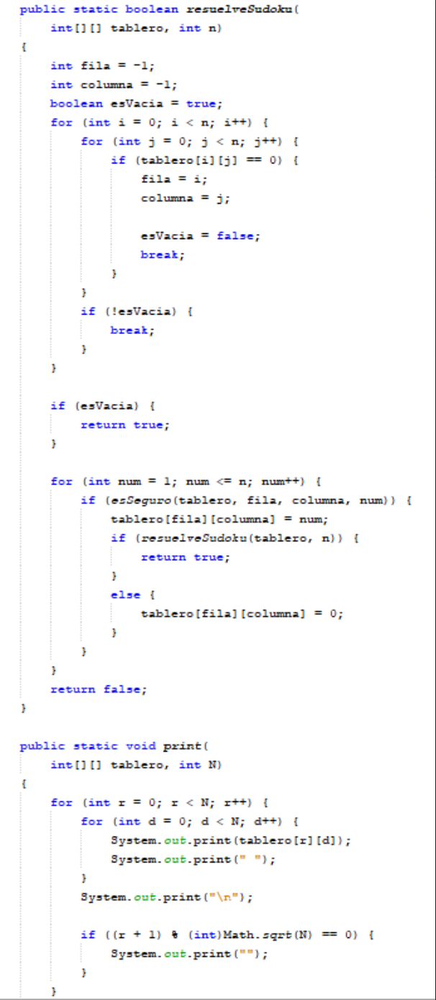 public static boolean resuelveSudoku(
    int[][] tablero, int n)
{
    int fila = -1;
    int columna = -1;
    boolean esVacia = true;
    for (int i = 0; i < n; i++) {
        for (int j = 0; j < n; j++) {
            if (tablero[i][j] == 0) {
                fila = i;
                columna = j;

                esVacia = false;
                break;
            }
        }
        if (!esVacia) {
            break;
        }
    }

    if (esVacia) {
        return true;
    }

    for (int num = 1; num <= n; num++) {
        if (esSeguro(tablero, fila, columna, num)) {
            tablero[fila][columna] = num;
            if (resuelveSudoku(tablero, n)) {
                return true;
            }
            else {
                tablero[fila][columna] = 0;
            }
        }
    }
    return false;
}

public static void print(
    int[][] tablero, int N)
{
    for (int r = 0; r < N; r++) {
        for (int d = 0; d < N; d++) {
            System.out.print(tablero[r][d]);
            System.out.print(" ");
        }
        System.out.print("\n");

        if ((r + 1) % (int)Math.sqrt(N) == 0) {
            System.out.print("");
        }
    }